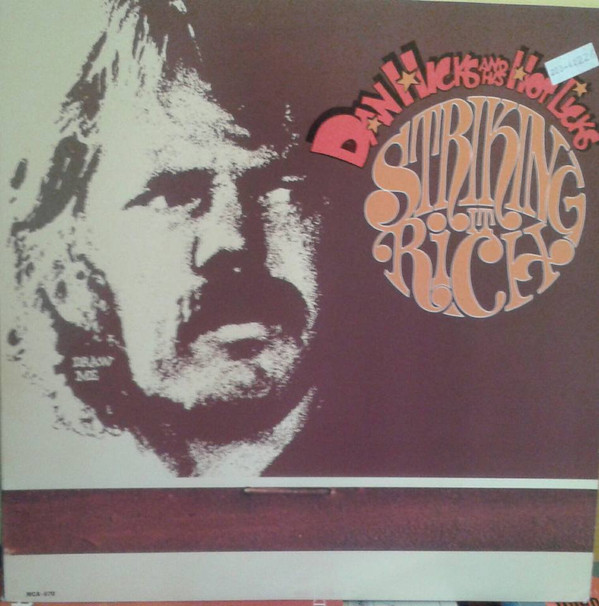 DAN HICKS AND HIS HOT LICKS
STRIKING
IT
RICH!
DRAW
ME